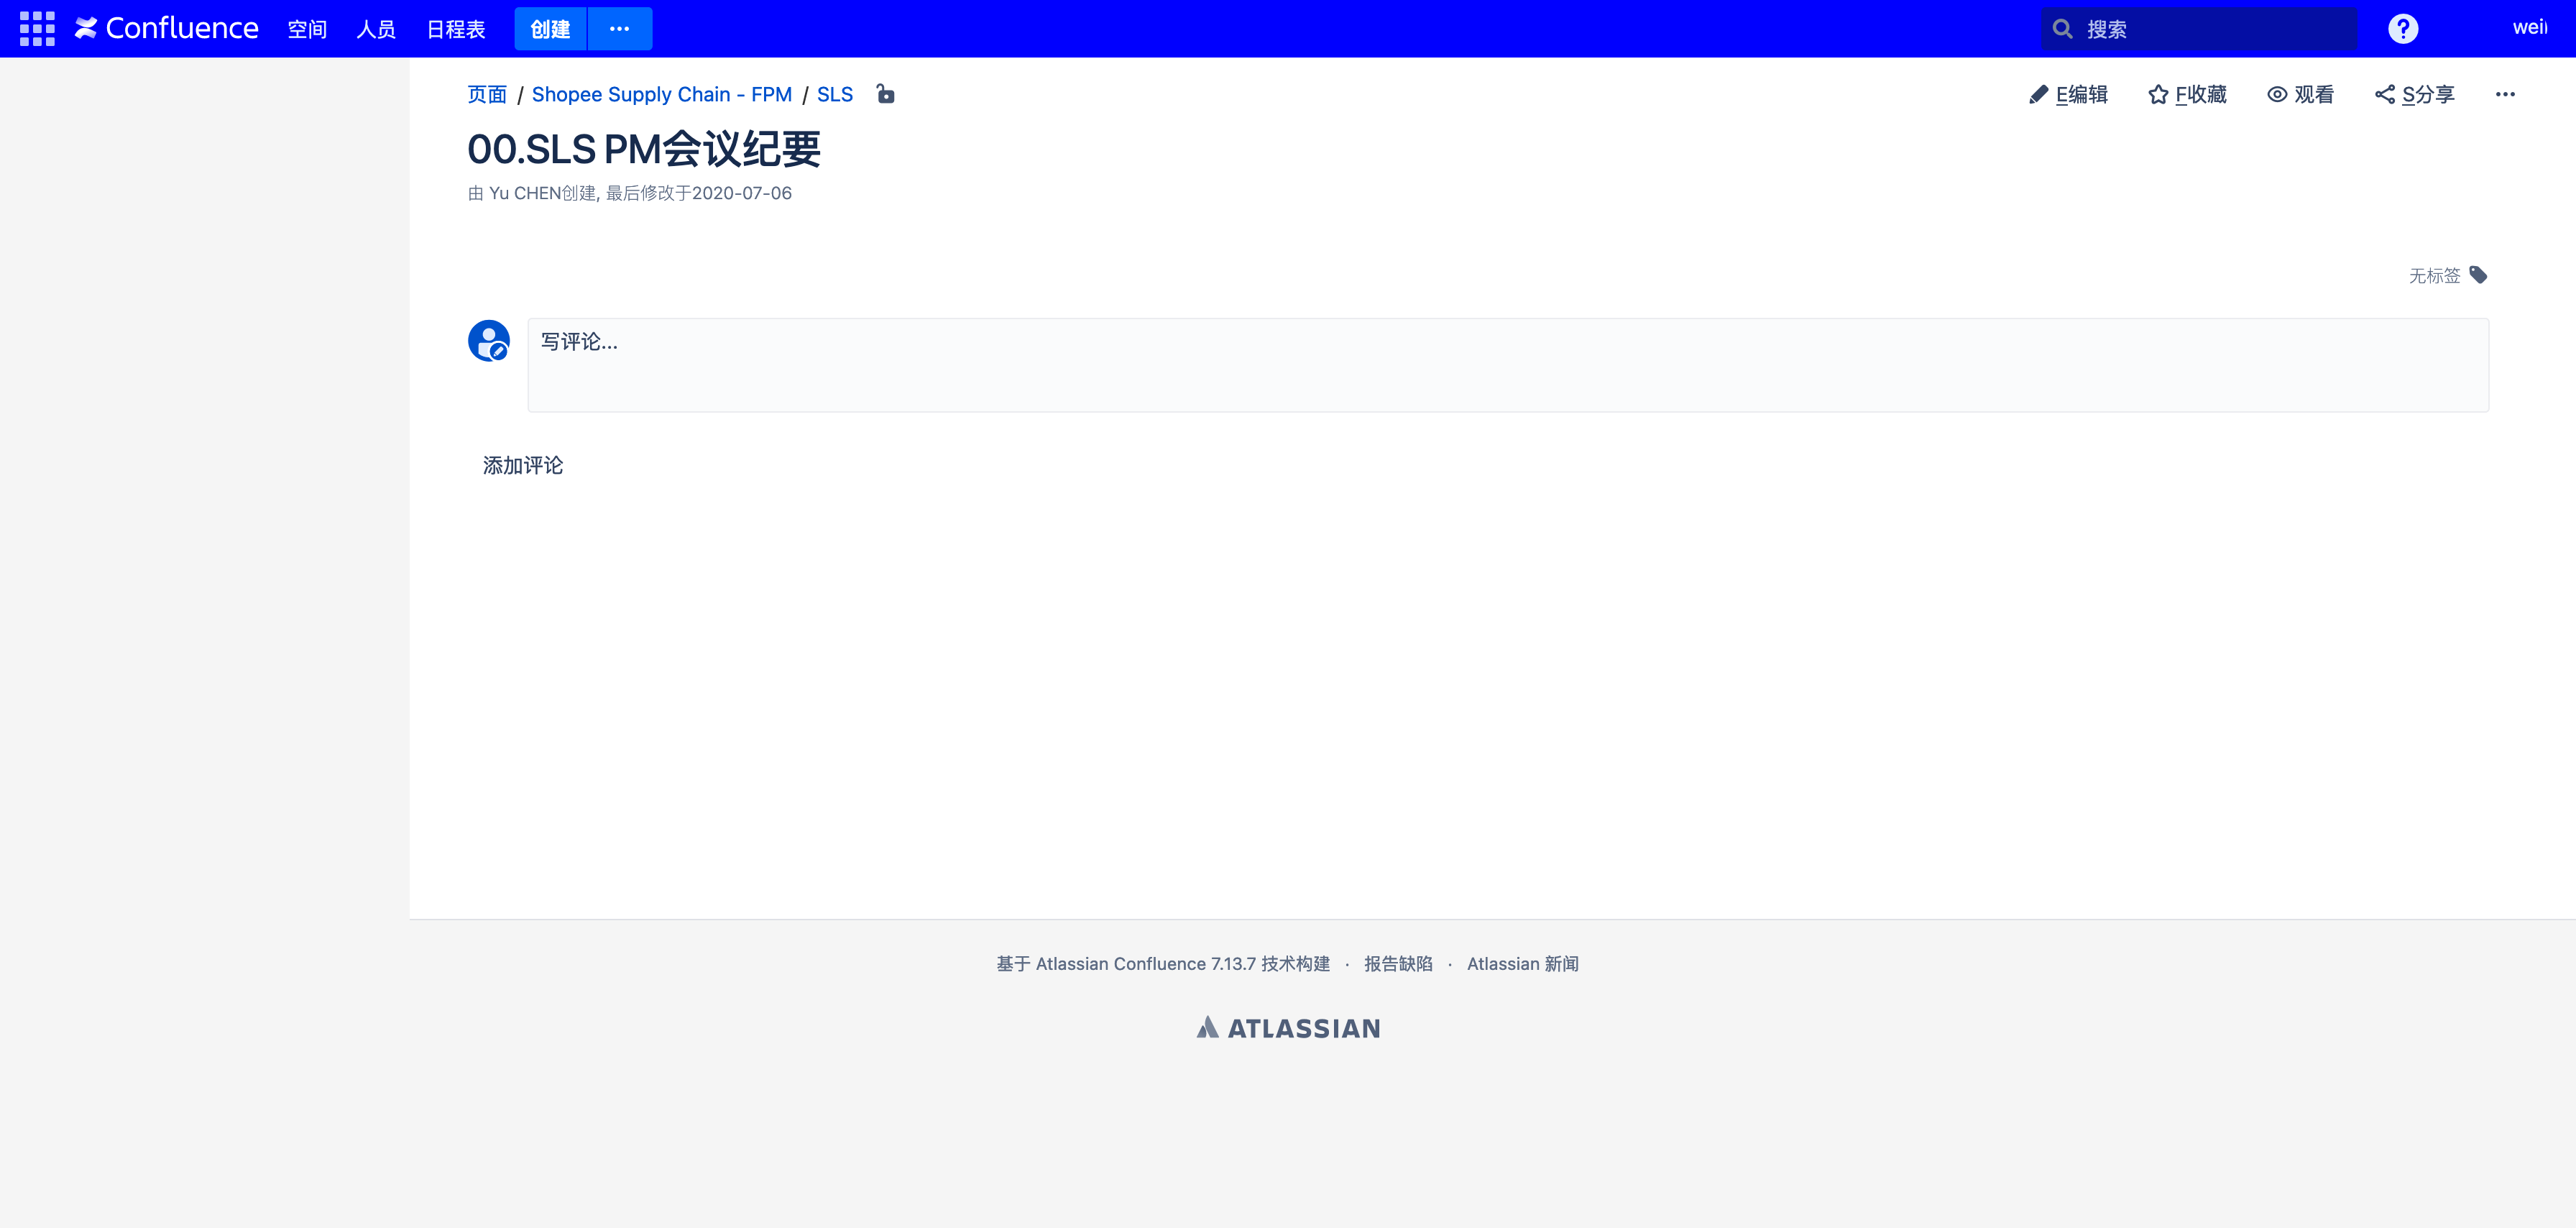 Confluence 空间 人员 日程表 创建 ··· 搜索 ?
页面 / Shopee Supply Chain - FPM / SLS E编辑 F收藏 观看 S分享 ···
00.SLS PM会议纪要
由 Yu CHEN创建, 最后修改于2020-07-06
无标签
写评论...
添加评论
基于 Atlassian Confluence 7.13.7 技术构建 · 报告缺陷 · Atlassian 新闻
ATLASSIAN